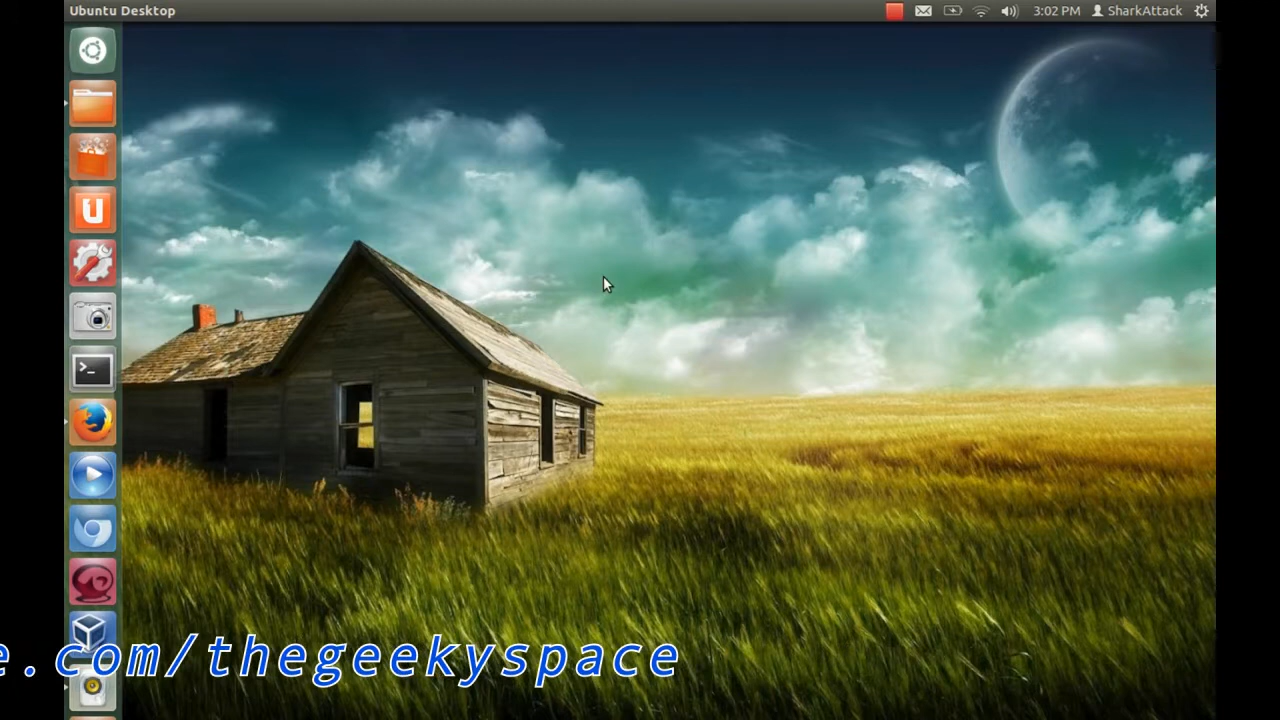 Ubuntu Desktop
3:02 PM
SharkAttack
U
>_
e.com/thegeekyspace